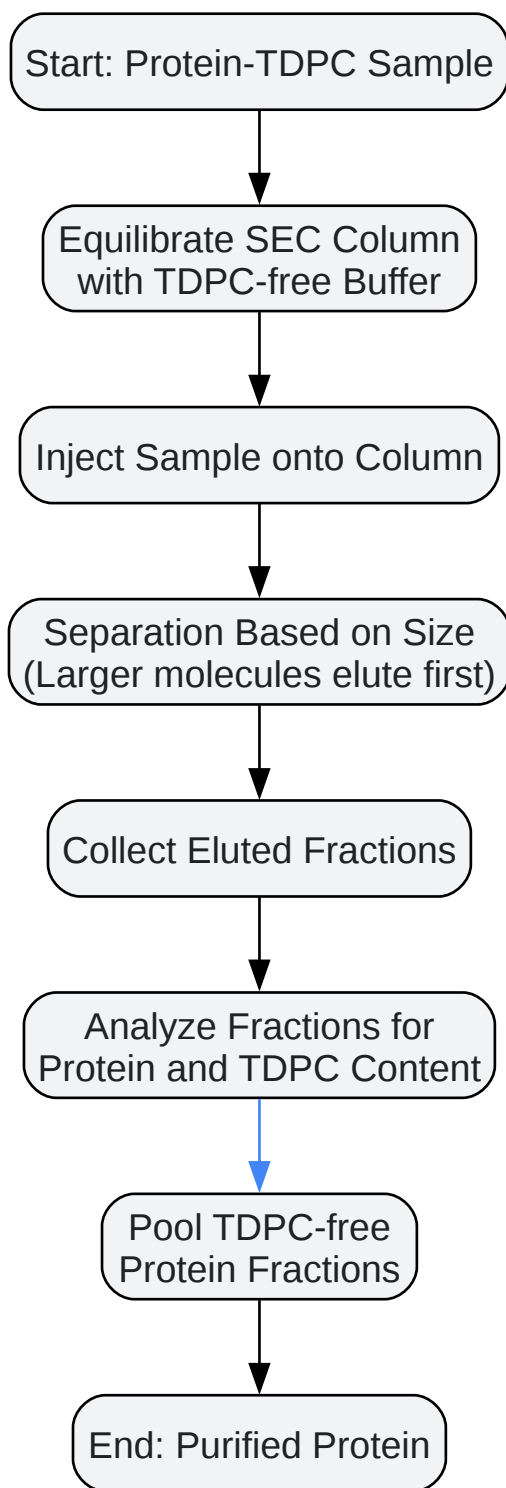 Start: Protein-TDPC Sample
Equilibrate SEC Column
with TDPC-free Buffer
Inject Sample onto Column
Separation Based on Size
(Larger molecules elute first)
Collect Eluted Fractions
Analyze Fractions for
Protein and TDPC Content
Pool TDPC-free
Protein Fractions
End: Purified Protein